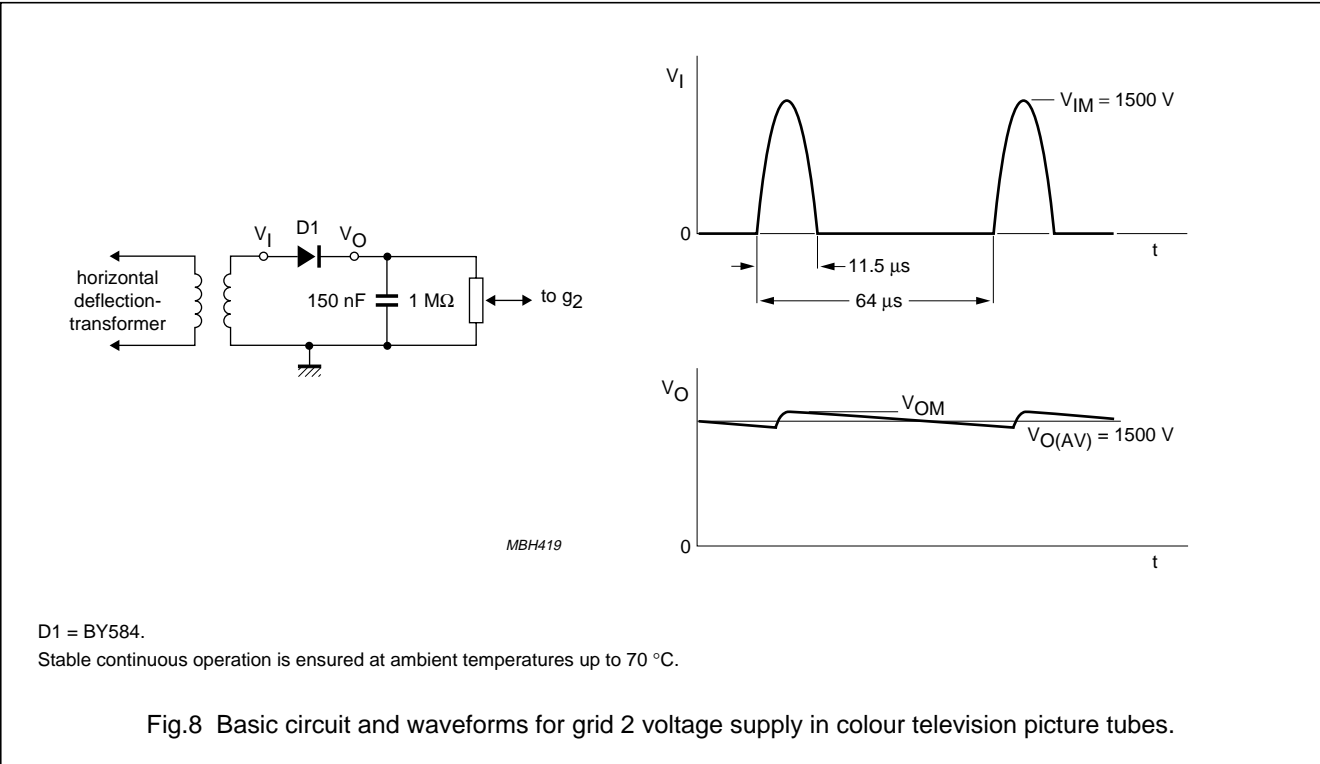 V_I
D1
V_O
horizontal
deflection-
transformer
150 nF
1 MΩ
to g2
V_I
V_IM = 1500 V
0
t
11.5 μs
64 μs
V_O
V_OM
V_O(AV) = 1500 V
0
t
MBH419
D1 = BY584.
Stable continuous operation is ensured at ambient temperatures up to 70 °C.
Fig.8 Basic circuit and waveforms for grid 2 voltage supply in colour television picture tubes.